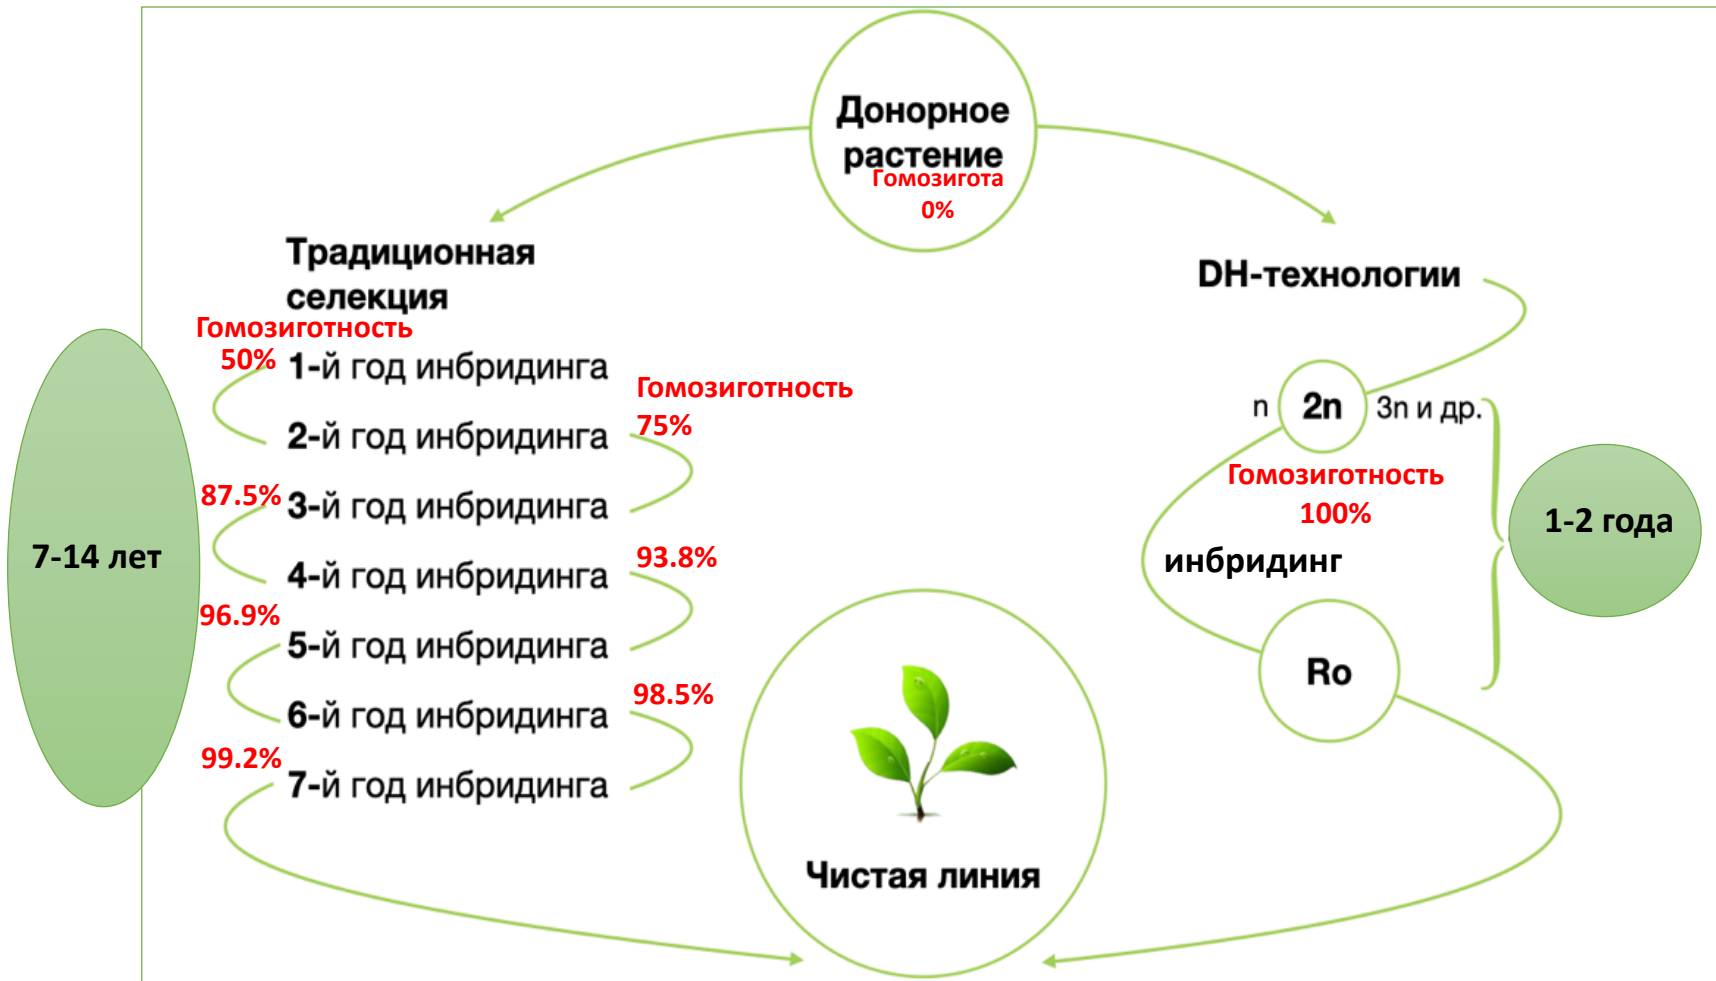 Донорное
растение
Гомозигота
0%
Традиционная
селекция
Гомозиготность
50%
1-й год инбридинга
Гомозиготность
75%
2-й год инбридинга
87.5%
3-й год инбридинга
93.8%
4-й год инбридинга
96.9%
5-й год инбридинга
98.5%
6-й год инбридинга
99.2%
7-й год инбридинга
7-14 лет
DH-технологии
n 2n 3n и др.
Гомозиготность
100%
инбридинг
Ro
1-2 года
Чистая линия